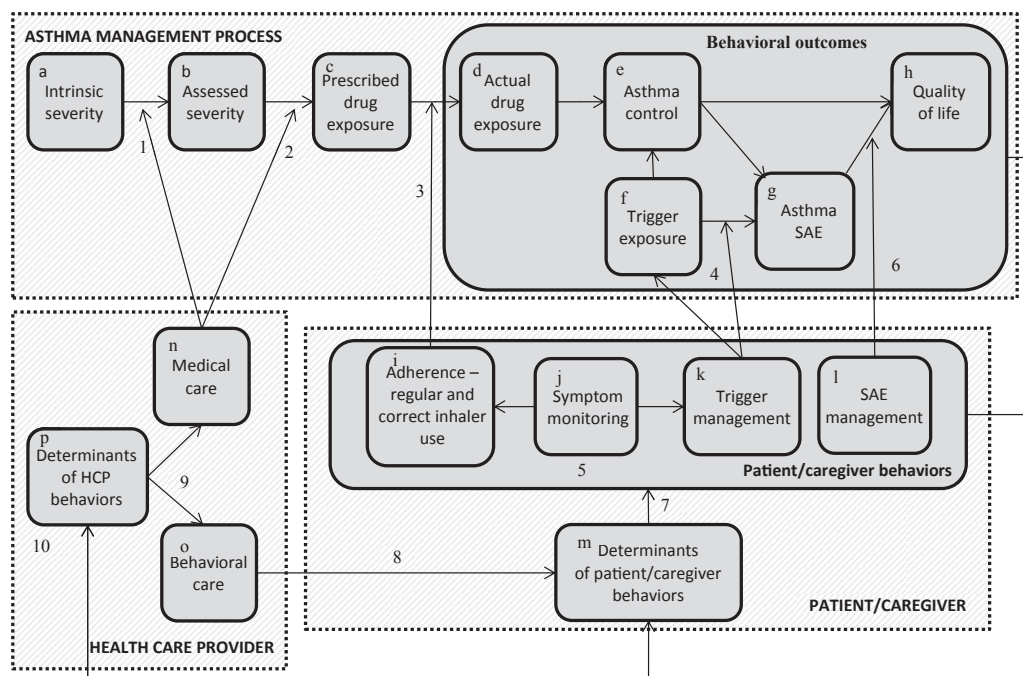 ASTHMA MANAGEMENT PROCESS
Behavioral outcomes
a
Intrinsic
severity
b
Assessed
severity
c
Prescribed
drug
exposure
d
Actual
drug
exposure
e
Asthma
control
h
Quality
of life
1
2
3
f
Trigger
exposure
g
Asthma
SAE
4
6
n
Medical
care
i
Adherence –
regular and
correct inhaler
use
j
Symptom
monitoring
k
Trigger
management
l
SAE
management
5
Patient/caregiver behaviors
p
Determinants
of HCP
behaviors
9
10
7
o
Behavioral
care
8
m
Determinants
of patient/caregiver
behaviors
PATIENT/CAREGIVER
HEALTH CARE PROVIDER